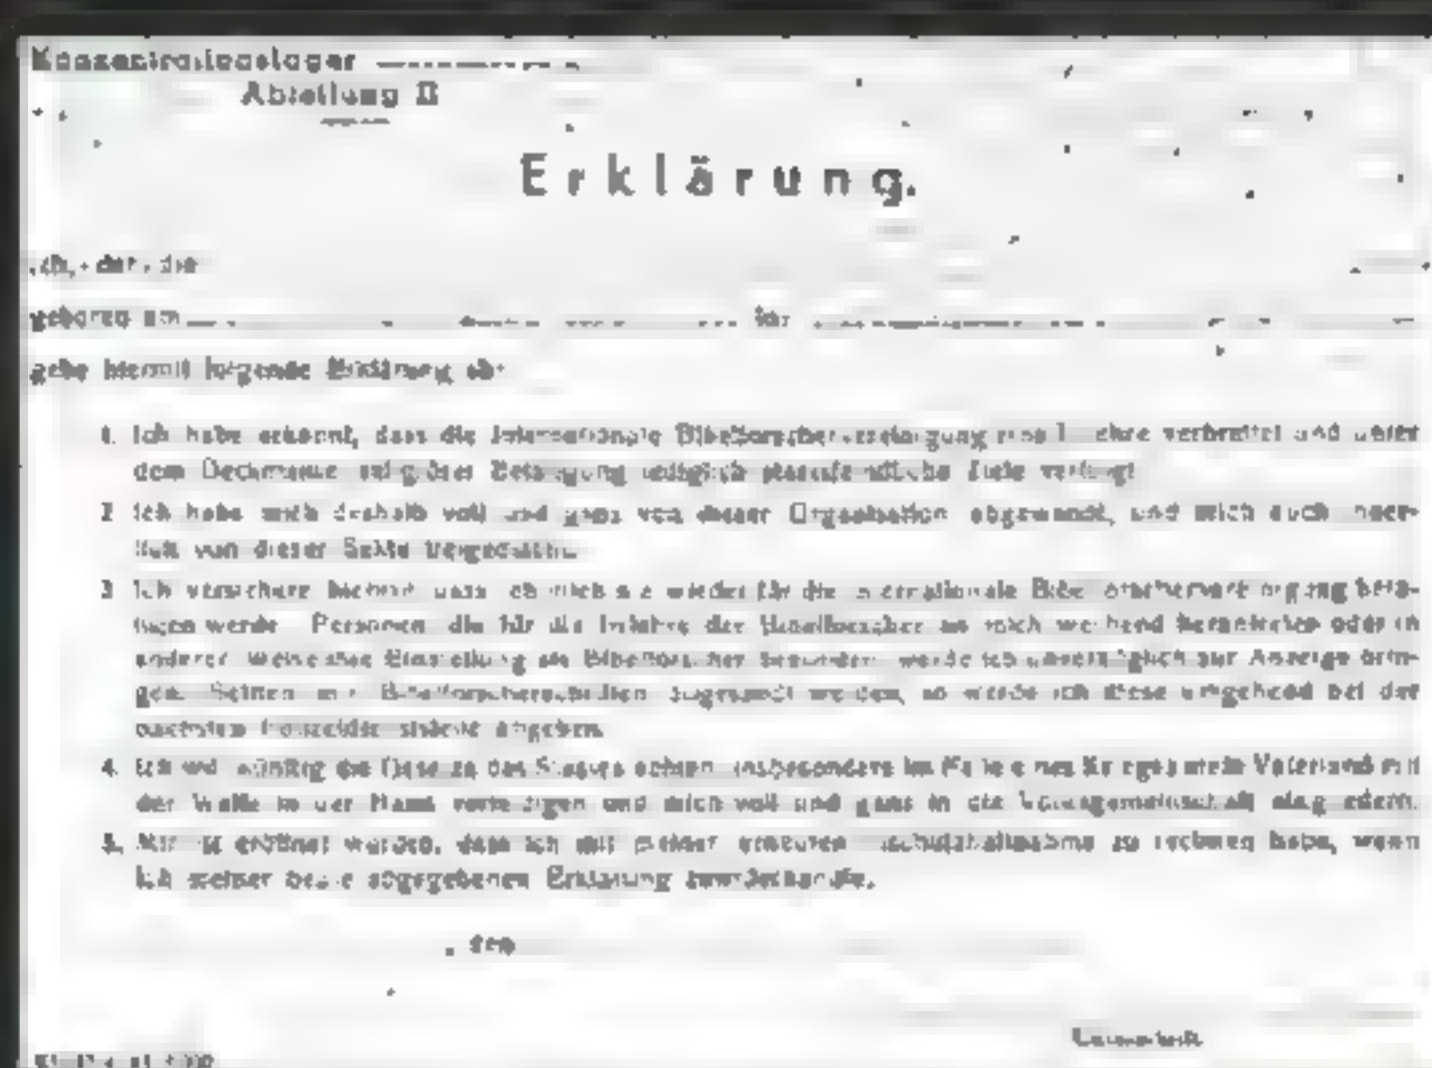 Konzentrationslager
Abteilung II
Erklärung.
Ich, - der, die
geboren am in
gebe hiermit folgende Erklärung ab:
1. Ich habe erkannt, dass die Internationale Bibelforschervereinigung eine verbreitet und unter
dem Deckmantel religiöser Betätigung lediglich staatsfeindliche Ziele verfolgt
2 Ich habe mich deshalb voll und ganz von dieser Organisation abgewandt, und mich auch inner-
lich von dieser Sekte freigemacht.
3 Ich versichere hiermit dass ich mich nie wieder für die internationale Bibelforschervereinigung betä-
tigen werde Personen die für die Irrlehre der Bibelforscher an mich werbend herantreten oder in
anderer Weise ihre Einstellung als Bibelforscher bekunden werde ich unverzüglich zur Anzeige brin-
gen. Sollten mir Bibelforscherschriften zugesandt werden, so werde ich diese umgehend bei der
nächsten abgeben.
4. Ich will künftig die Gesetze des Staates achten insbesondere im Falle eines Krieges mein Vaterland mit
der Waffe in der Hand verteidigen und mich voll und ganz in die Volksgemeinschaft eingliedern.
5. Mir ist eröffnet worden, dass ich mit meiner erneuten Inschutzhaftnahme zu rechnen habe, wenn
ich meiner heute abgegebenen Erklärung zuwiderhandle.
, den
Unterschrift